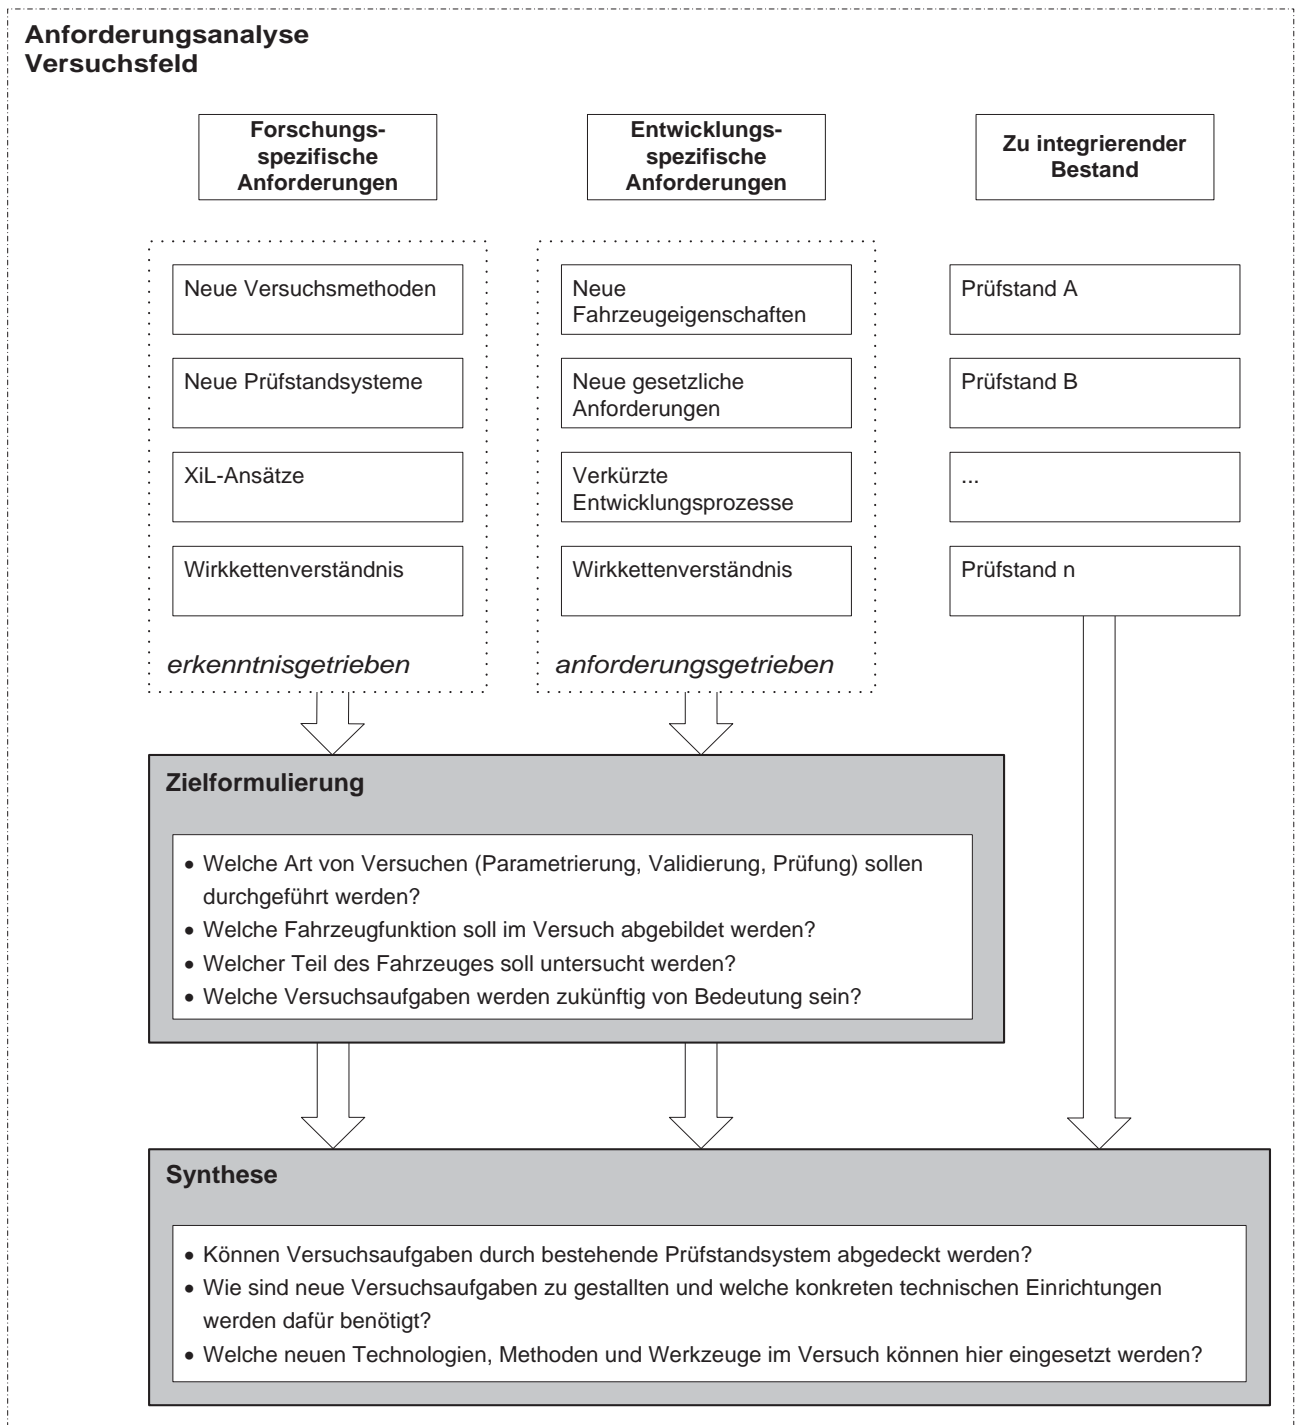 Anforderungsanalyse
Versuchsfeld
Forschungs-
spezifische
Anforderungen
Entwicklungs-
spezifische
Anforderungen
Zu integrierender
Bestand
Neue Versuchsmethoden
Neue Prüfstandsysteme
XiL-Ansätze
Wirkkettenverständnis
erkenntnisgetrieben
Neue
Fahrzeugeigenschaften
Neue gesetzliche
Anforderungen
Verkürzte
Entwicklungsprozesse
Wirkkettenverständnis
anforderungsgetrieben
Prüfstand A
Prüfstand B
...
Prüfstand n
Zielformulierung
• Welche Art von Versuchen (Parametrierung, Validierung, Prüfung) sollen
durchgeführt werden?
• Welche Fahrzeugfunktion soll im Versuch abgebildet werden?
• Welcher Teil des Fahrzeuges soll untersucht werden?
• Welche Versuchsaufgaben werden zukünftig von Bedeutung sein?
Synthese
• Können Versuchsaufgaben durch bestehende Prüfstandsystem abgedeckt werden?
• Wie sind neue Versuchsaufgaben zu gestallten und welche konkreten technischen Einrichtungen
werden dafür benötigt?
• Welche neuen Technologien, Methoden und Werkzeuge im Versuch können hier eingesetzt werden?